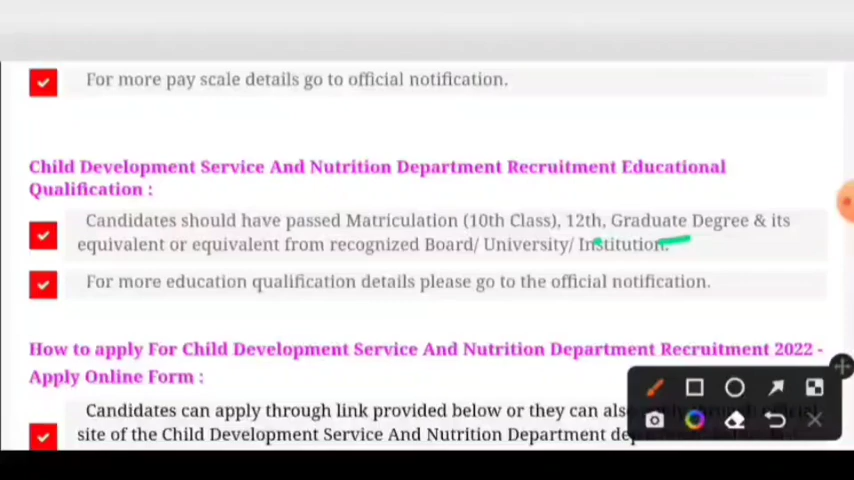 For more pay scale details go to official notification.
Child Development Service And Nutrition Department Recruitment Educational
Qualification :
Candidates should have passed Matriculation (10th Class), 12th, Graduate Degree & its
equivalent or equivalent from recognized Board/ University/ Institution.
For more education qualification details please go to the official notification.
How to apply For Child Development Service And Nutrition Department Recruitment 2022 -
Apply Online Form :
Candidates can apply through link provided below or they can also
site of the Child Development Service And Nutrition Department